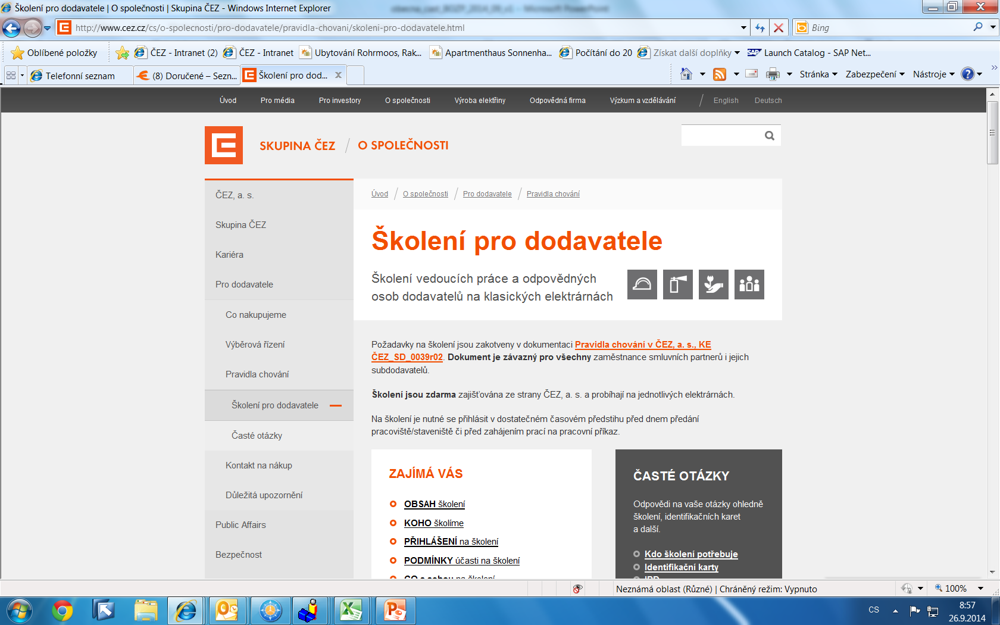 Školení pro dodavatele | O společnosti | Skupina ČEZ - Windows Internet Explorer
http://www.cez.cz/cs/o-spolecnosti/pro-dodavatele/pravidla-chovani/skoleni-pro-dodavatele.html
Bing
Oblíbené položky
ČEZ - Intranet (2)
ČEZ - Intranet
Ubytování Rohrmoos, Rak...
Apartmenthaus Sonnenha...
Počítání do 20
Získat další doplňky
SAP
Launch Catalog - SAP Net...
Telefonní seznam
(8) Doručené – Sezn...
Školení pro dod...
Stránka
Zabezpečení
Nástroje
Úvod
Pro média
Pro investory
O společnosti
Výroba elektřiny
Odpovědná firma
Výzkum a vzdělávání
/
English
Deutsch
SKUPINA ČEZ / O SPOLEČNOSTI
ČEZ, a. s.
Skupina ČEZ
Kariéra
Pro dodavatele
Co nakupujeme
Výběrová řízení
Pravidla chování
Školení pro dodavatele
Časté otázky
Kontakt na nákup
Důležitá upozornění
Public Affairs
Bezpečnost
Úvod / O společnosti / Pro dodavatele / Pravidla chování
Školení pro dodavatele
Školení vedoucích práce a odpovědných
osob dodavatelů na klasických elektrárnách
Požadavky na školení jsou zakotveny v dokumentaci Pravidla chování v ČEZ, a. s., KE
ČEZ_SD_0039r02. Dokument je závazný pro všechny zaměstnance smluvních partnerů i jejich
subdodavatelů.
Školení jsou zdarma zajišťována ze strany ČEZ, a. s. a probíhají na jednotlivých elektrárnách.
Na školení je nutné se přihlásit v dostatečném časovém předstihu před dnem předání
pracoviště/staveniště či před zahájením prací na pracovní příkaz.
ZAJÍMÁ VÁS
OBSAH školení
KOHO školíme
PŘIHLÁŠENÍ na školení
PODMÍNKY účasti na školení
CO s sebou na školení
ČASTÉ OTÁZKY
Odpovědi na vaše otázky ohledně
školení, identifikačních karet
a další.
Kdo školení potřebuje
Identifikační karty
Neznámá oblast (Různé) | Chráněný režim: Vypnuto
100%
CS
8:57
26.9.2014